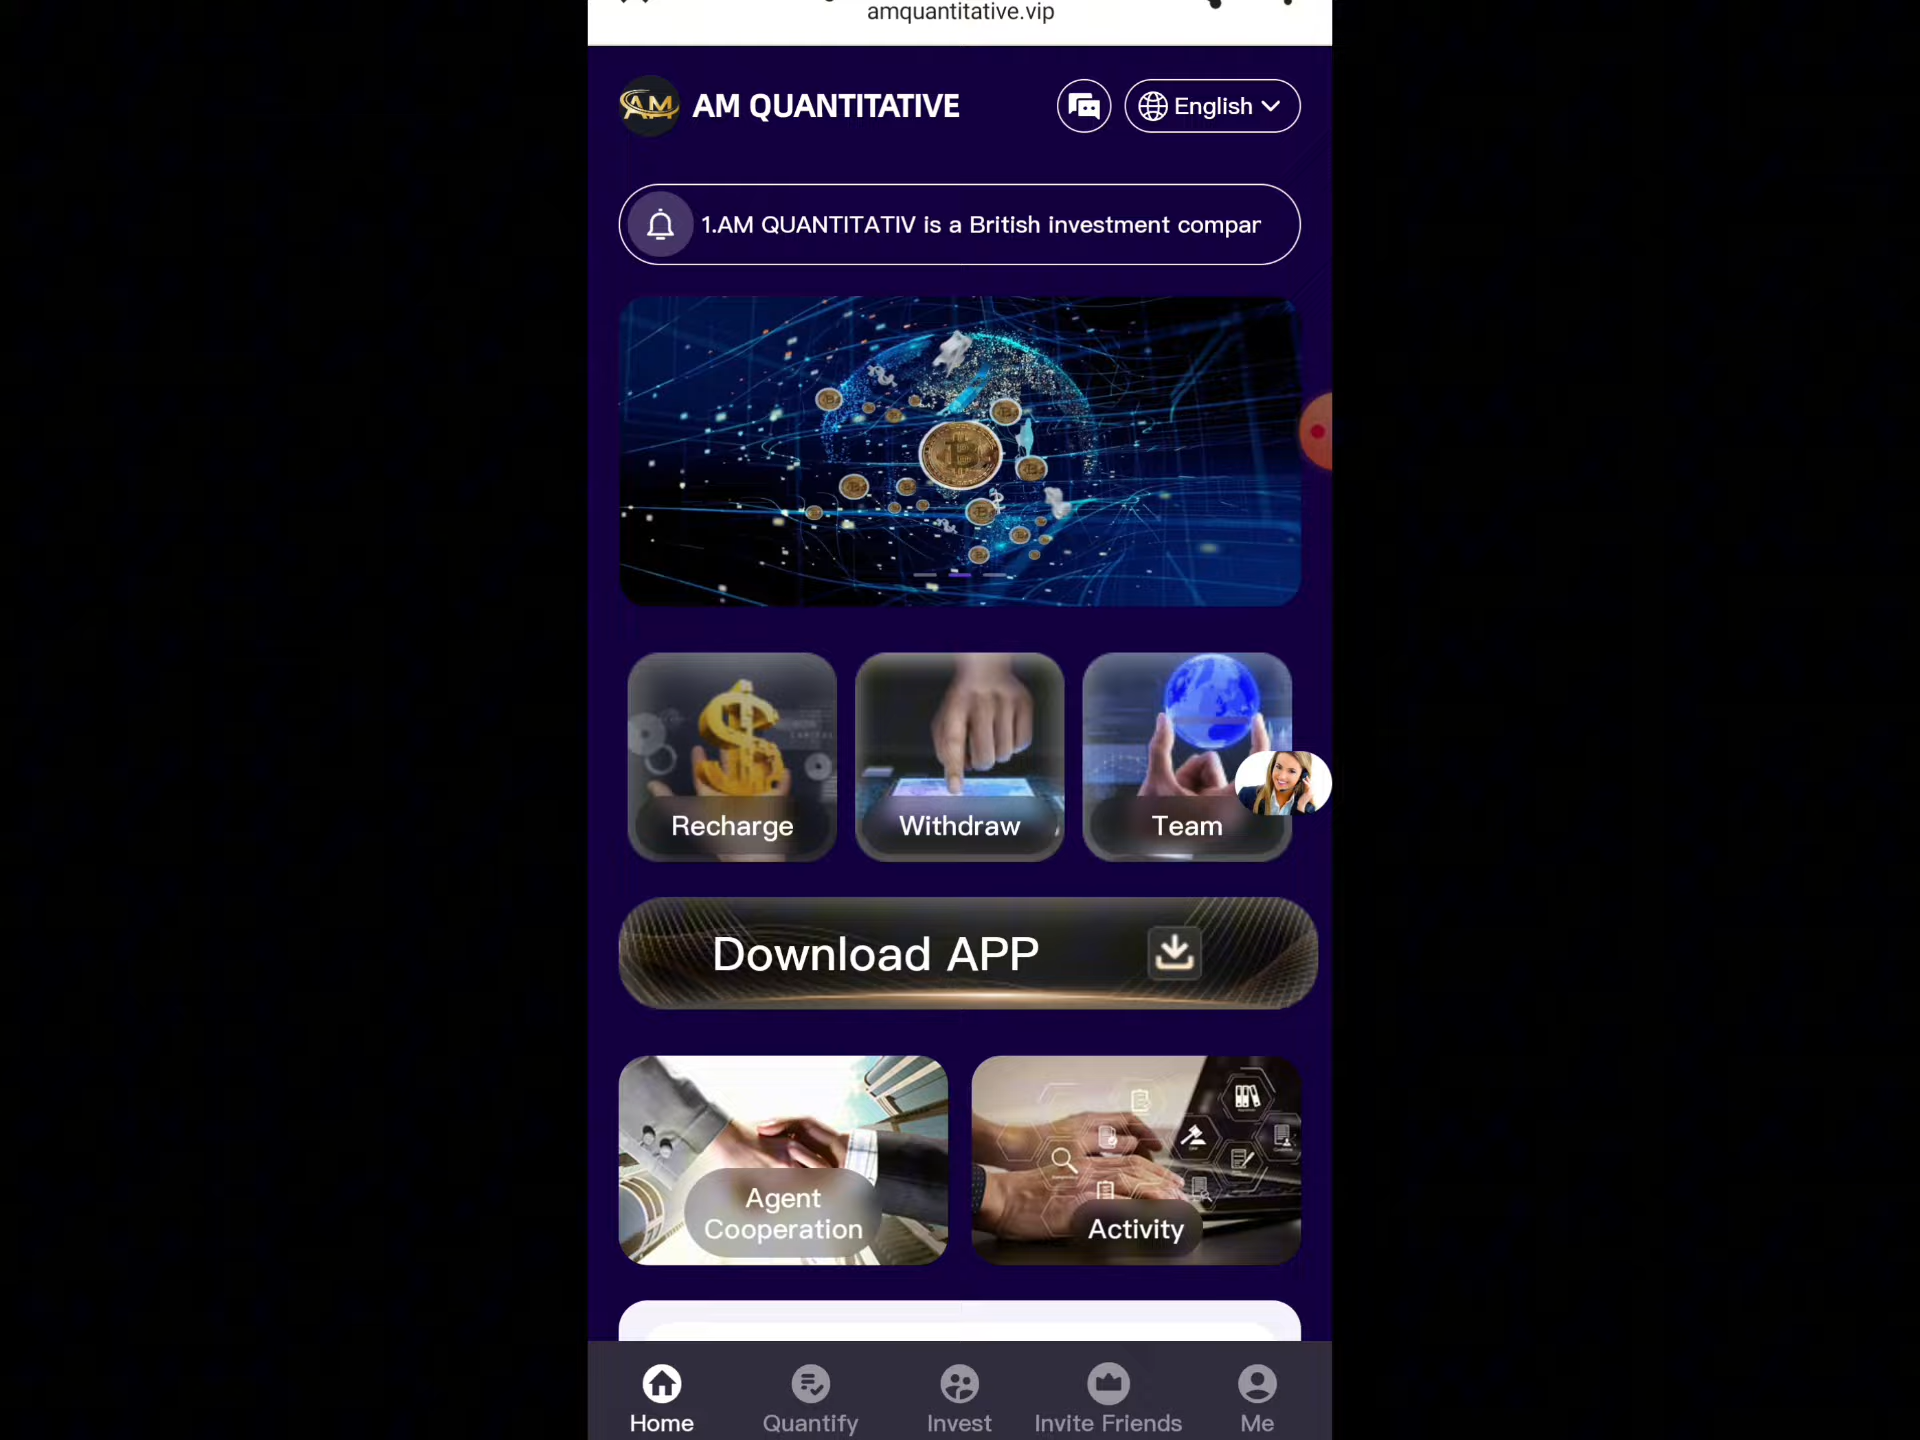 amquantitative.vip
AM QUANTITATIVE
English
1.AM QUANTITATIV is a British investment compar
Recharge
Withdraw
Team
Download APP
Agent
Cooperation
Activity
Home
Quantify
Invest
Invite Friends
Me